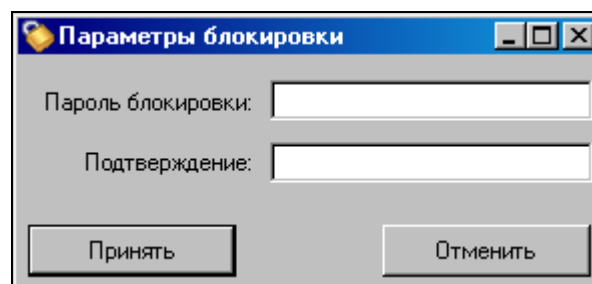 Параметры блокировки
Пароль блокировки:
Подтверждение:
Принять Отменить